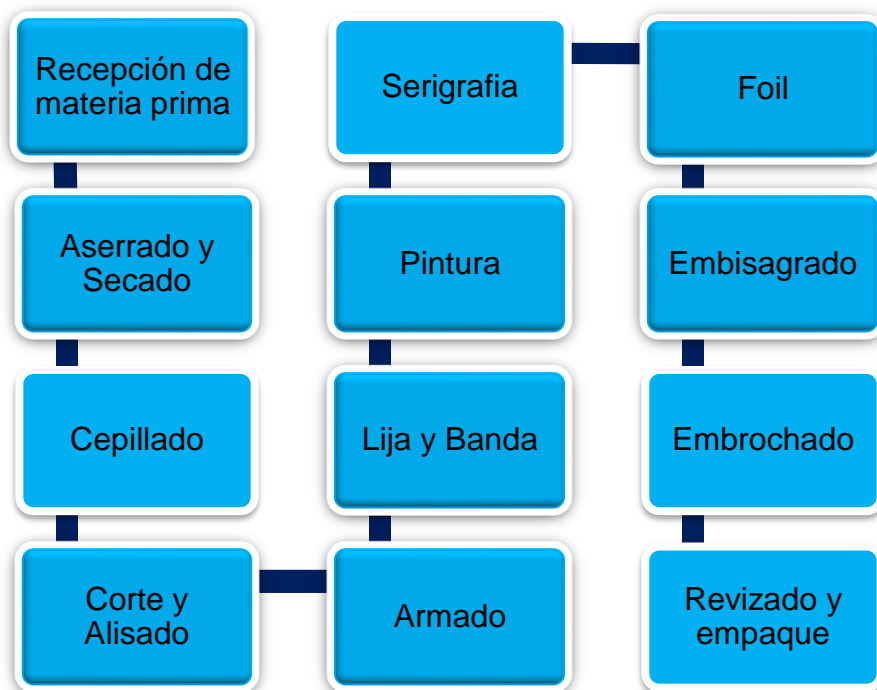 Recepción de
materia prima
Aserrado y
Secado
Cepillado
Corte y
Alisado
Armado
Lija y Banda
Pintura
Serigrafia
Foil
Embisagrado
Embrochado
Revizado y
empaque